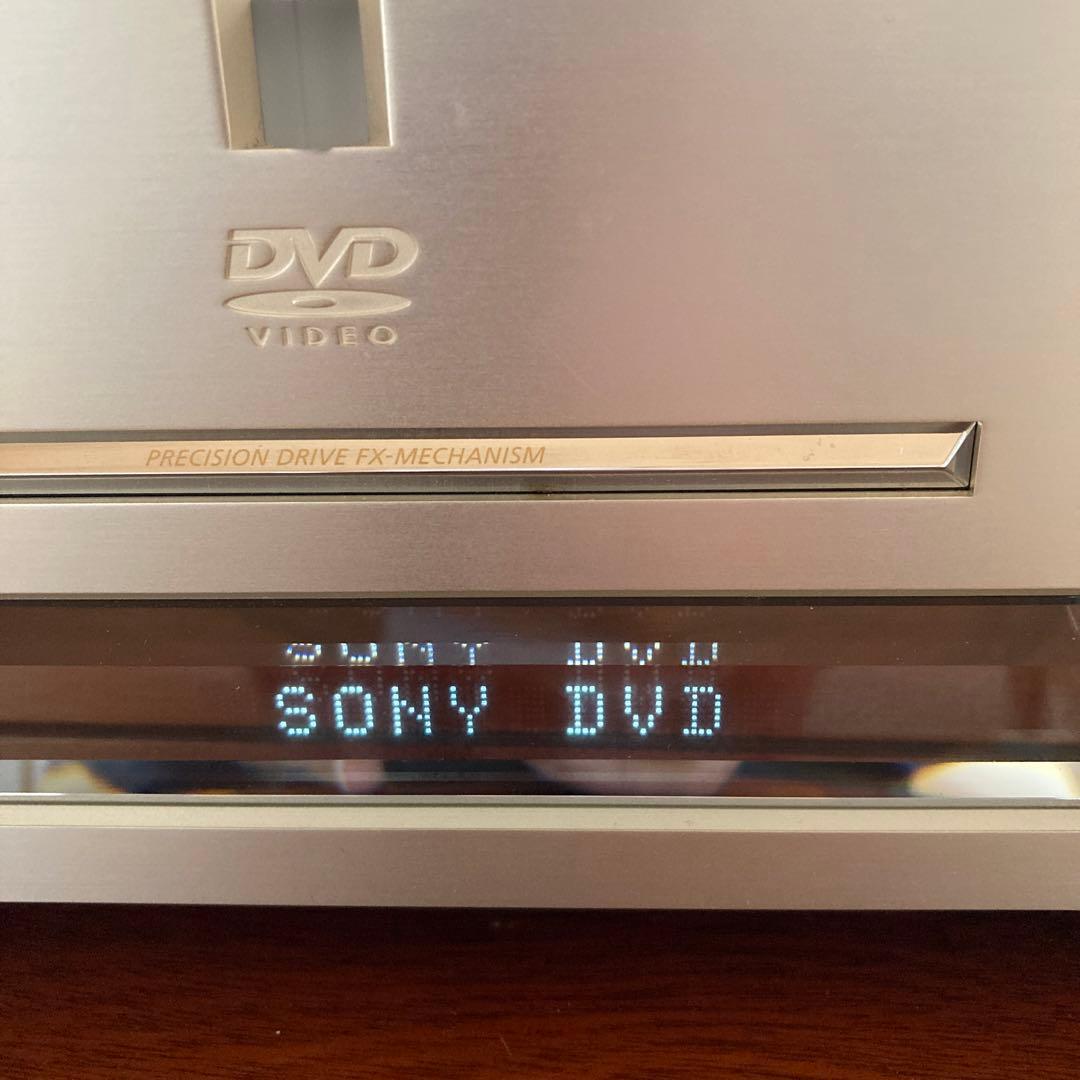 DVD
VIDEO
PRECISION DRIVE FX-MECHANISM
SONY DVD